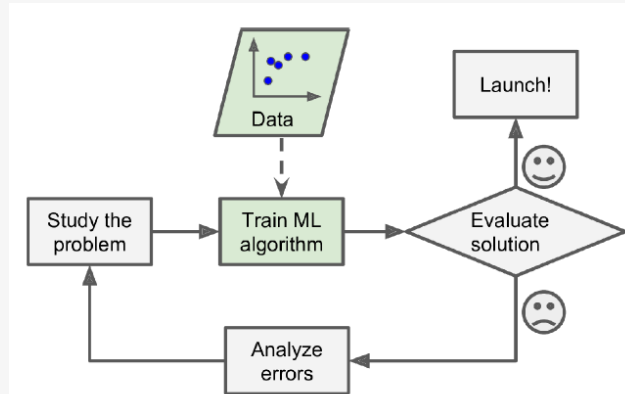 Data
Launch!
Study the
problem
Train ML
algorithm
Evaluate
solution
Analyze
errors